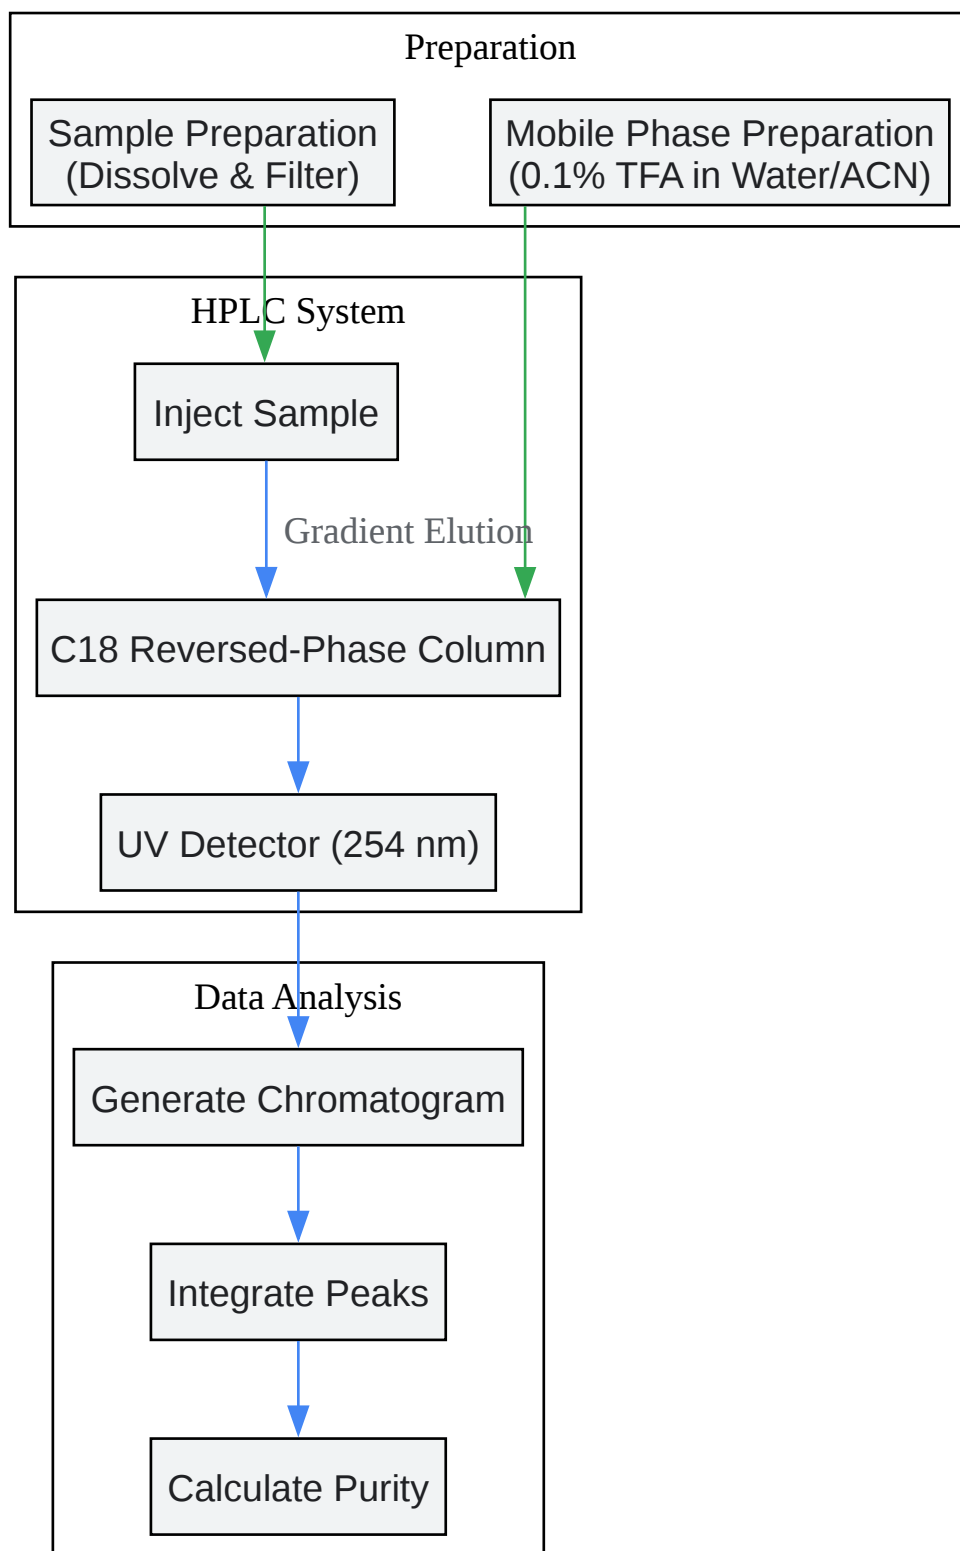 Preparation
Sample Preparation
(Dissolve & Filter)
Mobile Phase Preparation
(0.1% TFA in Water/ACN)
HPLC System
Inject Sample
Gradient Elution
C18 Reversed-Phase Column
UV Detector (254 nm)
Data Analysis
Generate Chromatogram
Integrate Peaks
Calculate Purity